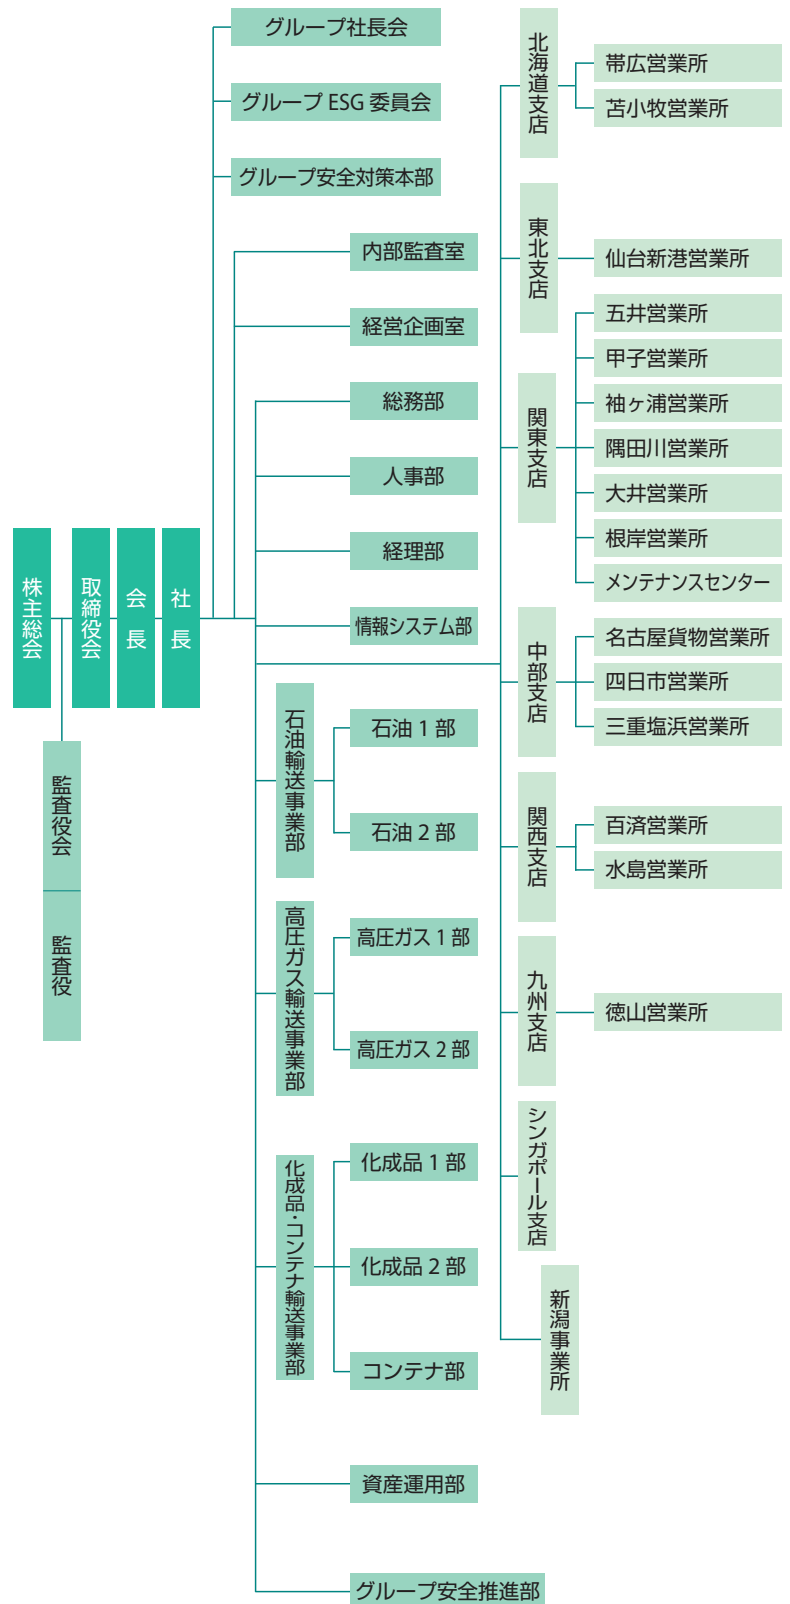 株主総会
監査役会
監査役
取締役会
会長
社長
グループ社長会
グループ ESG 委員会
グループ安全対策本部
内部監査室
経営企画室
総務部
人事部
経理部
情報システム部
石油輸送事業部
石油 1 部
石油 2 部
高圧ガス輸送事業部
高圧ガス 1 部
高圧ガス 2 部
化成品・コンテナ輸送事業部
化成品 1 部
化成品 2 部
コンテナ部
資産運用部
グループ安全推進部
北海道支店
帯広営業所
苫小牧営業所
東北支店
仙台新港営業所
関東支店
五井営業所
甲子営業所
袖ヶ浦営業所
隅田川営業所
大井営業所
根岸営業所
メンテナンスセンター
中部支店
名古屋貨物営業所
四日市営業所
三重塩浜営業所
関西支店
百済営業所
水島営業所
九州支店
徳山営業所
シンガポール支店
新潟事業所